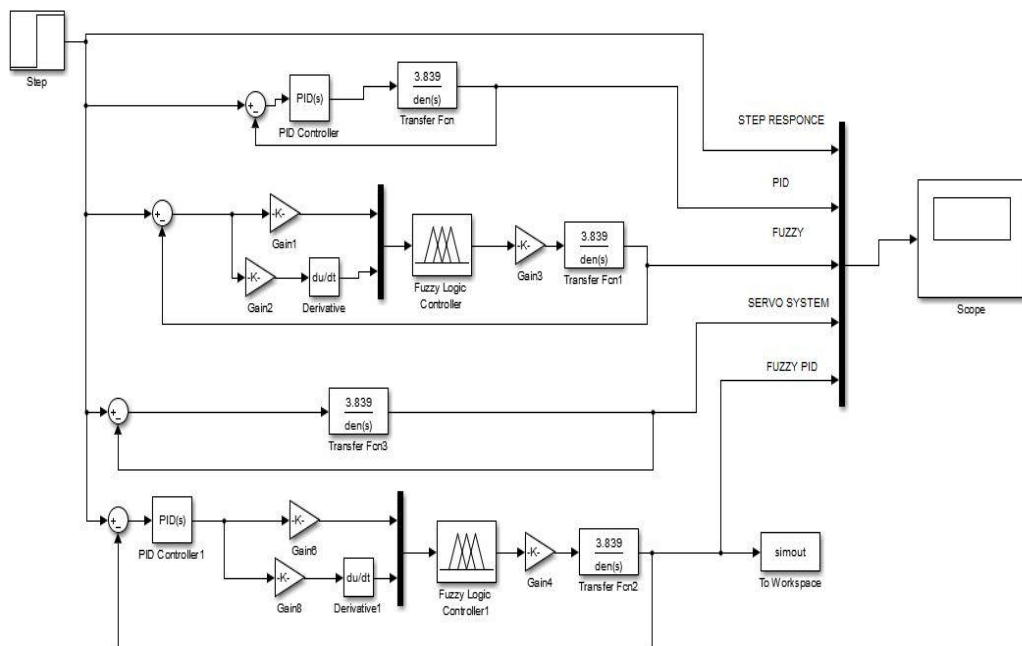 Step
+
-
PID(s)
PID Controller
3.839
den(s)
Transfer Fcn
STEP RESPONCE
PID
FUZZY
SERVO SYSTEM
FUZZY PID
Scope
+
-
-K-
Gain1
-K-
Gain2
du/dt
Derivative
Fuzzy Logic
Controller
-K-
Gain3
3.839
den(s)
Transfer Fcn1
+
-
3.839
den(s)
Transfer Fcn3
+
-
PID(s)
PID Controller1
-K-
Gain6
-K-
Gain8
du/dt
Derivative1
Fuzzy Logic
Controller1
-K-
Gain4
3.839
den(s)
Transfer Fcn2
simout
To Workspace